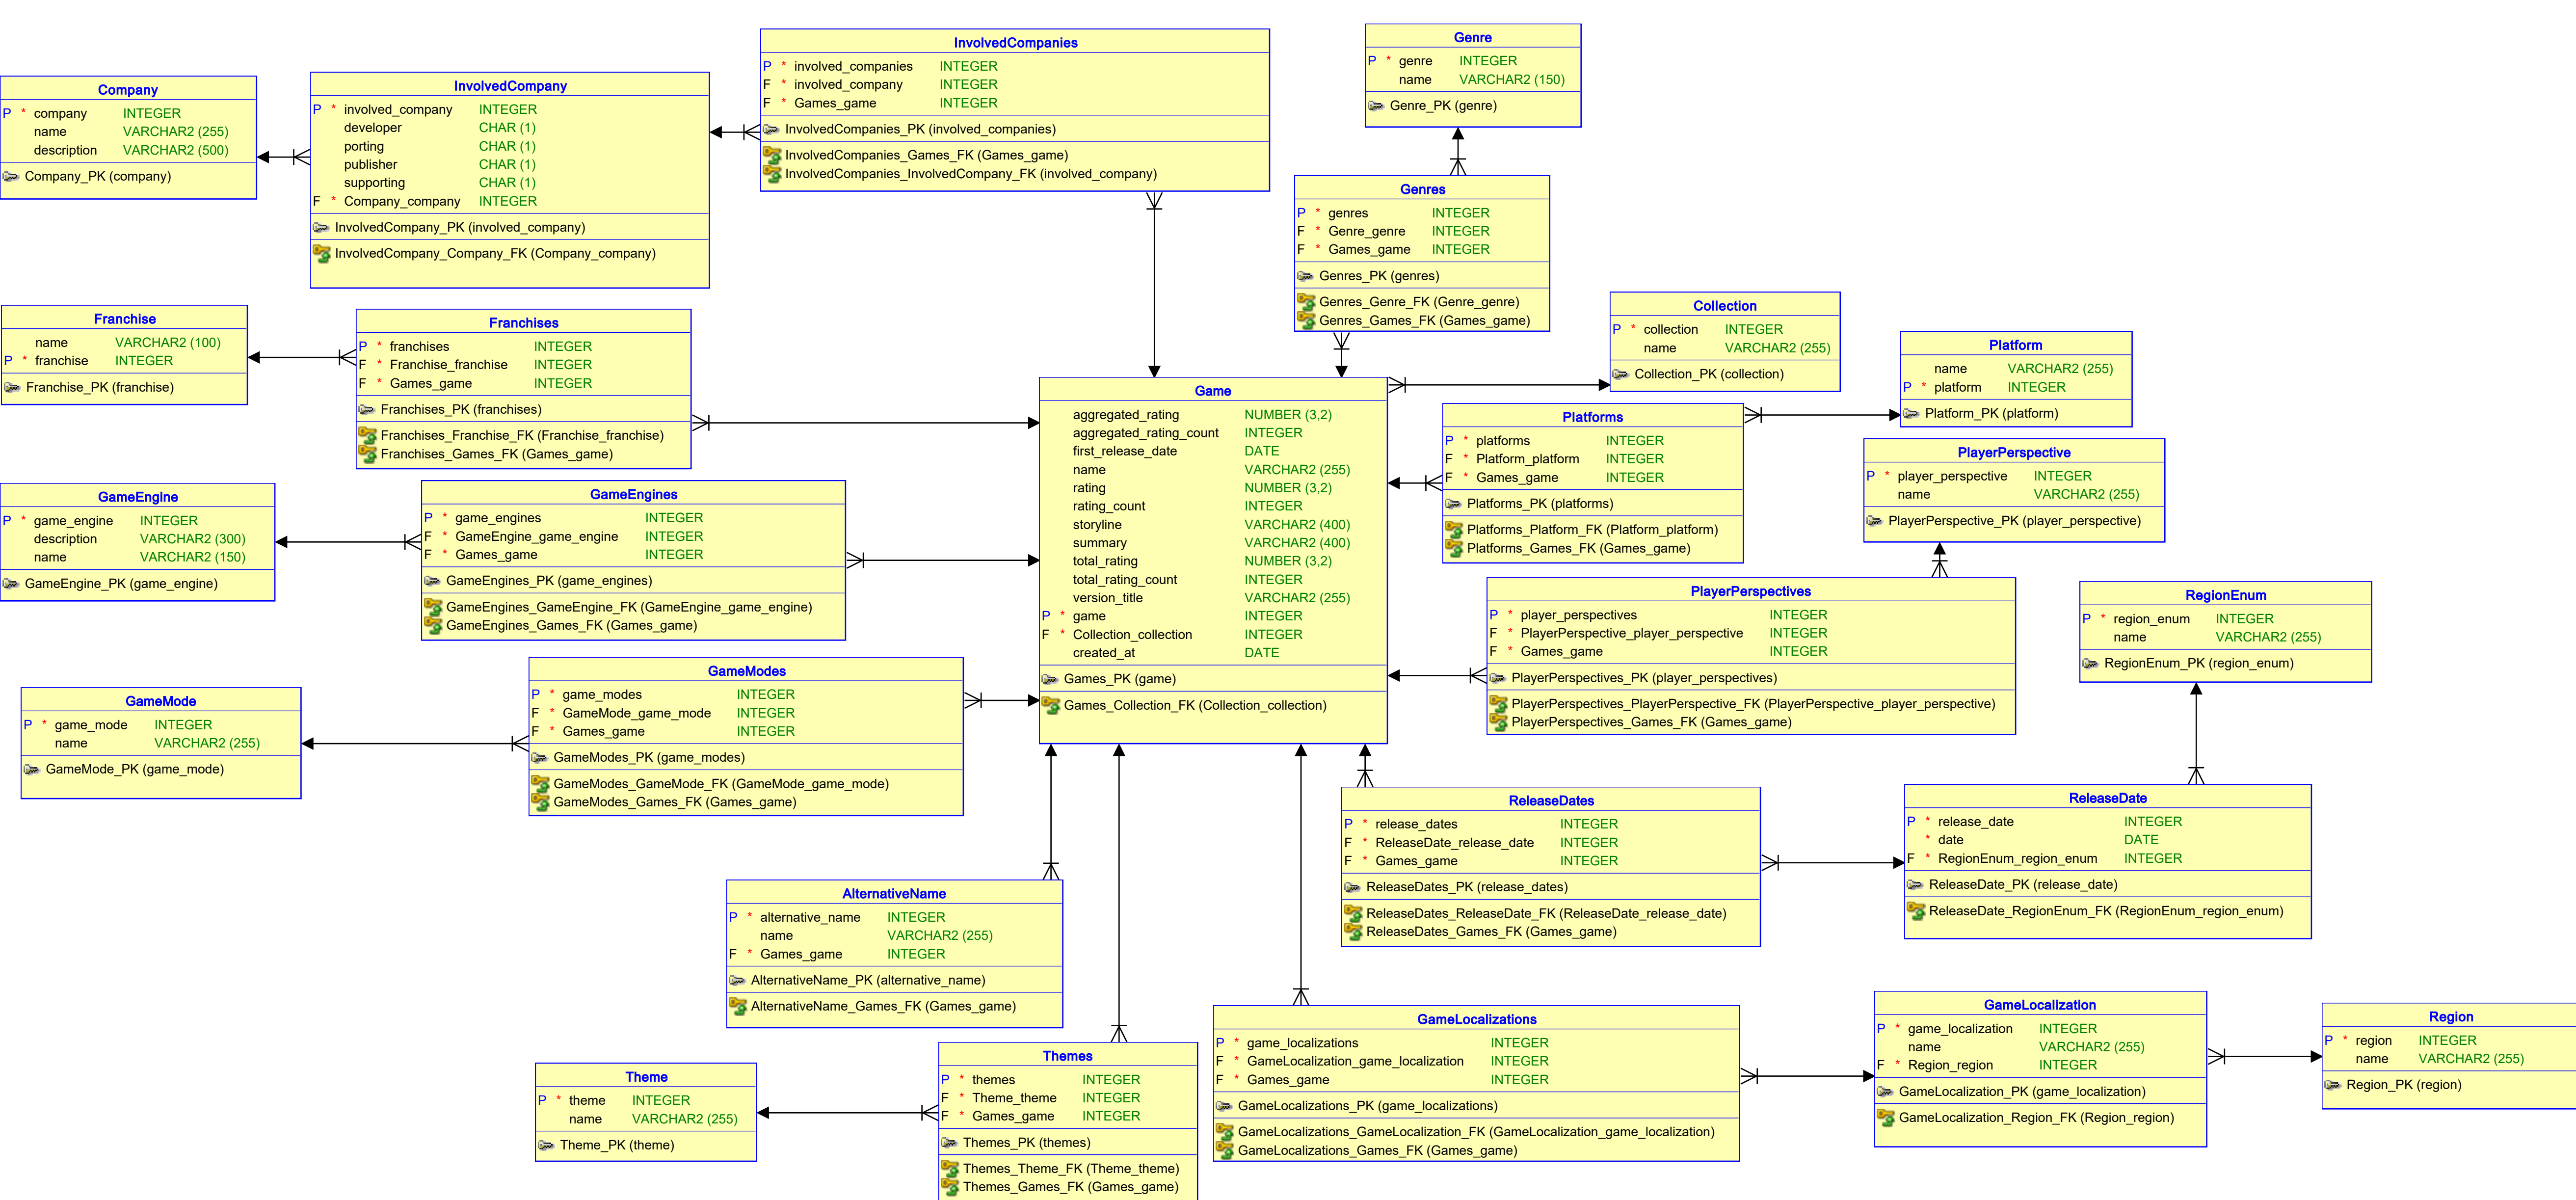 Company
P * company INTEGER
name VARCHAR2 (255)
description VARCHAR2 (500)
Company_PK (company)
InvolvedCompany
P * involved_company INTEGER
developer CHAR (1)
porting CHAR (1)
publisher CHAR (1)
supporting CHAR (1)
F * Company_company INTEGER
InvolvedCompany_PK (involved_company)
InvolvedCompany_Company_FK (Company_company)
InvolvedCompanies
P * involved_companies INTEGER
F * involved_company INTEGER
F * Games_game INTEGER
InvolvedCompanies_PK (involved_companies)
InvolvedCompanies_Games_FK (Games_game)
InvolvedCompanies_InvolvedCompany_FK (involved_company)
Genre
P * genre INTEGER
name VARCHAR2 (150)
Genre_PK (genre)
Genres
P * genres INTEGER
F * Genre_genre INTEGER
F * Games_game INTEGER
Genres_PK (genres)
Genres_Genre_FK (Genre_genre)
Genres_Games_FK (Games_game)
Collection
P * collection INTEGER
name VARCHAR2 (255)
Collection_PK (collection)
Platform
name VARCHAR2 (255)
P * platform INTEGER
Platform_PK (platform)
Franchise
name VARCHAR2 (100)
P * franchise INTEGER
Franchise_PK (franchise)
Franchises
P * franchises INTEGER
F * Franchise_franchise INTEGER
F * Games_game INTEGER
Franchises_PK (franchises)
Franchises_Franchise_FK (Franchise_franchise)
Franchises_Games_FK (Games_game)
Game
aggregated_rating NUMBER (3,2)
aggregated_rating_count INTEGER
first_release_date DATE
name VARCHAR2 (255)
rating NUMBER (3,2)
rating_count INTEGER
storyline VARCHAR2 (400)
summary VARCHAR2 (400)
total_rating NUMBER (3,2)
total_rating_count INTEGER
version_title VARCHAR2 (255)
P * game INTEGER
F * Collection_collection INTEGER
created_at DATE
Games_PK (game)
Games_Collection_FK (Collection_collection)
Platforms
P * platforms INTEGER
F * Platform_platform INTEGER
F * Games_game INTEGER
Platforms_PK (platforms)
Platforms_Platform_FK (Platform_platform)
Platforms_Games_FK (Games_game)
PlayerPerspective
P * player_perspective INTEGER
name VARCHAR2 (255)
PlayerPerspective_PK (player_perspective)
GameEngine
P * game_engine INTEGER
description VARCHAR2 (300)
name VARCHAR2 (150)
GameEngine_PK (game_engine)
GameEngines
P * game_engines INTEGER
F * GameEngine_game_engine INTEGER
F * Games_game INTEGER
GameEngines_PK (game_engines)
GameEngines_GameEngine_FK (GameEngine_game_engine)
GameEngines_Games_FK (Games_game)
PlayerPerspectives
P * player_perspectives INTEGER
F * PlayerPerspective_player_perspective INTEGER
F * Games_game INTEGER
PlayerPerspectives_PK (player_perspectives)
PlayerPerspectives_PlayerPerspective_FK (PlayerPerspective_player_perspective)
PlayerPerspectives_Games_FK (Games_game)
RegionEnum
P * region_enum INTEGER
name VARCHAR2 (255)
RegionEnum_PK (region_enum)
GameMode
P * game_mode INTEGER
name VARCHAR2 (255)
GameMode_PK (game_mode)
GameModes
P * game_modes INTEGER
F * GameMode_game_mode INTEGER
F * Games_game INTEGER
GameModes_PK (game_modes)
GameModes_GameMode_FK (GameMode_game_mode)
GameModes_Games_FK (Games_game)
ReleaseDates
P * release_dates INTEGER
F * ReleaseDate_release_date INTEGER
F * Games_game INTEGER
ReleaseDates_PK (release_dates)
ReleaseDates_ReleaseDate_FK (ReleaseDate_release_date)
ReleaseDates_Games_FK (Games_game)
ReleaseDate
P * release_date INTEGER
* date DATE
F * RegionEnum_region_enum INTEGER
ReleaseDate_PK (release_date)
ReleaseDate_RegionEnum_FK (RegionEnum_region_enum)
AlternativeName
P * alternative_name INTEGER
name VARCHAR2 (255)
F * Games_game INTEGER
AlternativeName_PK (alternative_name)
AlternativeName_Games_FK (Games_game)
Theme
P * theme INTEGER
name VARCHAR2 (255)
Theme_PK (theme)
Themes
P * themes INTEGER
F * Theme_theme INTEGER
F * Games_game INTEGER
Themes_PK (themes)
Themes_Theme_FK (Theme_theme)
Themes_Games_FK (Games_game)
GameLocalizations
P * game_localizations INTEGER
F * GameLocalization_game_localization INTEGER
F * Games_game INTEGER
GameLocalizations_PK (game_localizations)
GameLocalizations_GameLocalization_FK (GameLocalization_game_localization)
GameLocalizations_Games_FK (Games_game)
GameLocalization
P * game_localization INTEGER
name VARCHAR2 (255)
F * Region_region INTEGER
GameLocalization_PK (game_localization)
GameLocalization_Region_FK (Region_region)
Region
P * region INTEGER
name VARCHAR2 (255)
Region_PK (region)